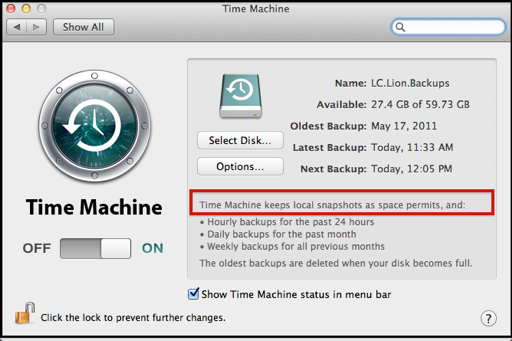 Time Machine
Show All
Name: LC.Lion.Backups
Available: 27.4 GB of 59.73 GB
Oldest Backup: May 17, 2011
Select Disk...
Latest Backup: Today, 11:33 AM
Options...
Next Backup: Today, 12:05 PM
Time Machine
OFF ON
Time Machine keeps local snapshots as space permits, and:
• Hourly backups for the past 24 hours
• Daily backups for the past month
• Weekly backups for all previous months
The oldest backups are deleted when your disk becomes full.
Show Time Machine status in menu bar
Click the lock to prevent further changes.
?